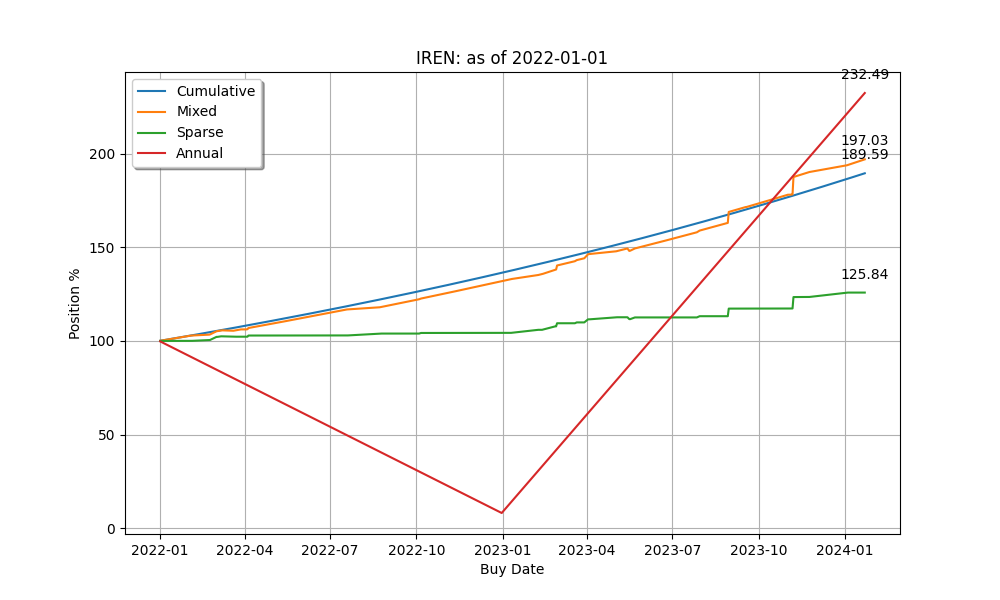 IREN: as of 2022-01-01
Cumulative
Mixed
Sparse
Annual
232.49
197.03
189.59
125.84
200
150
100
50
0
Position %
2022-01 2022-04 2022-07 2022-10 2023-01 2023-04 2023-07 2023-10 2024-01
Buy Date